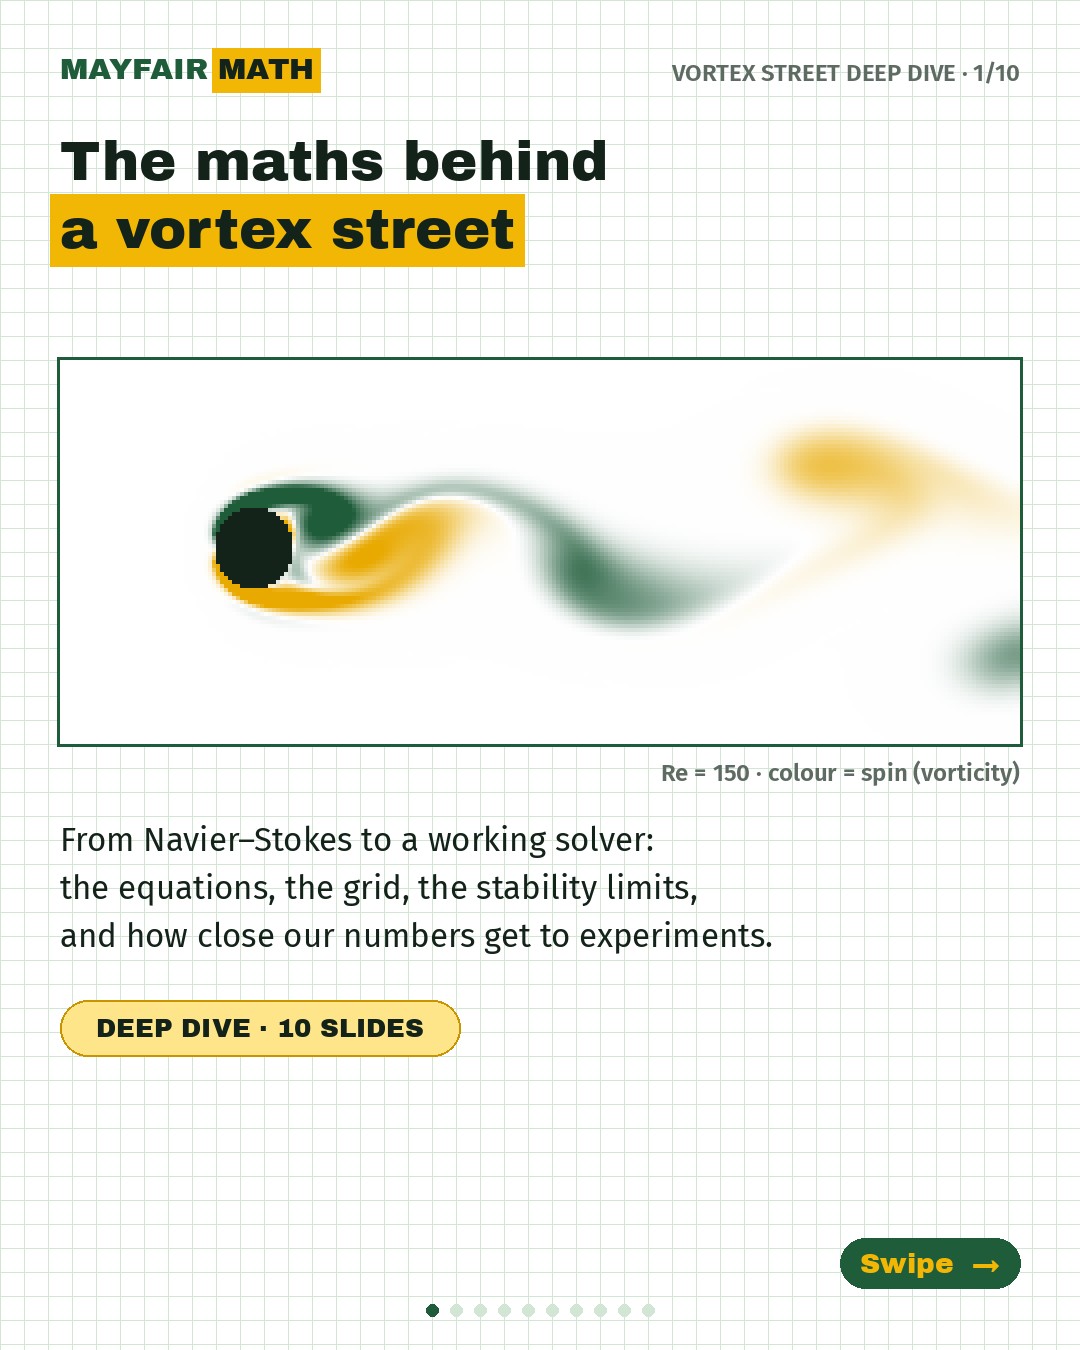 MAYFAIR MATH
VORTEX STREET DEEP DIVE · 1/10
The maths behind
a vortex street
Re = 150 · colour = spin (vorticity)
From Navier–Stokes to a working solver:
the equations, the grid, the stability limits,
and how close our numbers get to experiments.
DEEP DIVE · 10 SLIDES
Swipe →